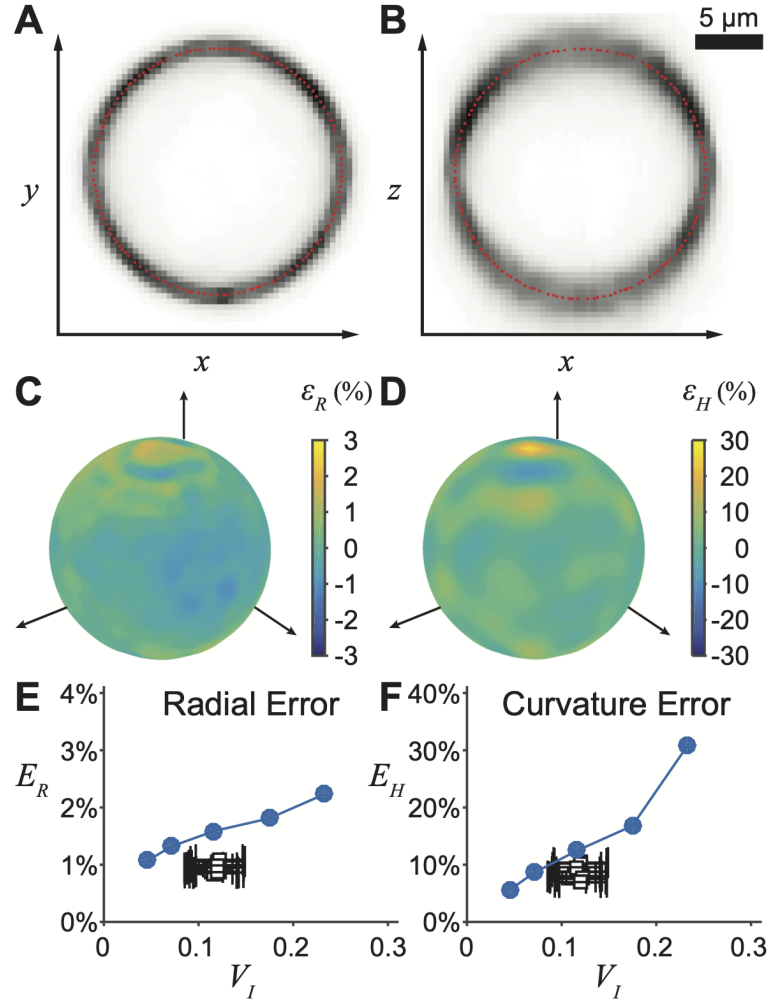 A
B
5 µm
y
z
x
x
C
ε_R (%)
D
ε_H (%)
3
2
1
0
-1
-2
-3
30
20
10
0
-10
-20
-30
E
Radial Error
F
Curvature Error
4%
3%
2%
1%
0%
E_R
0
0.1
0.2
0.3
V_I
40%
30%
20%
10%
0%
E_H
0
0.1
0.2
0.3
V_I